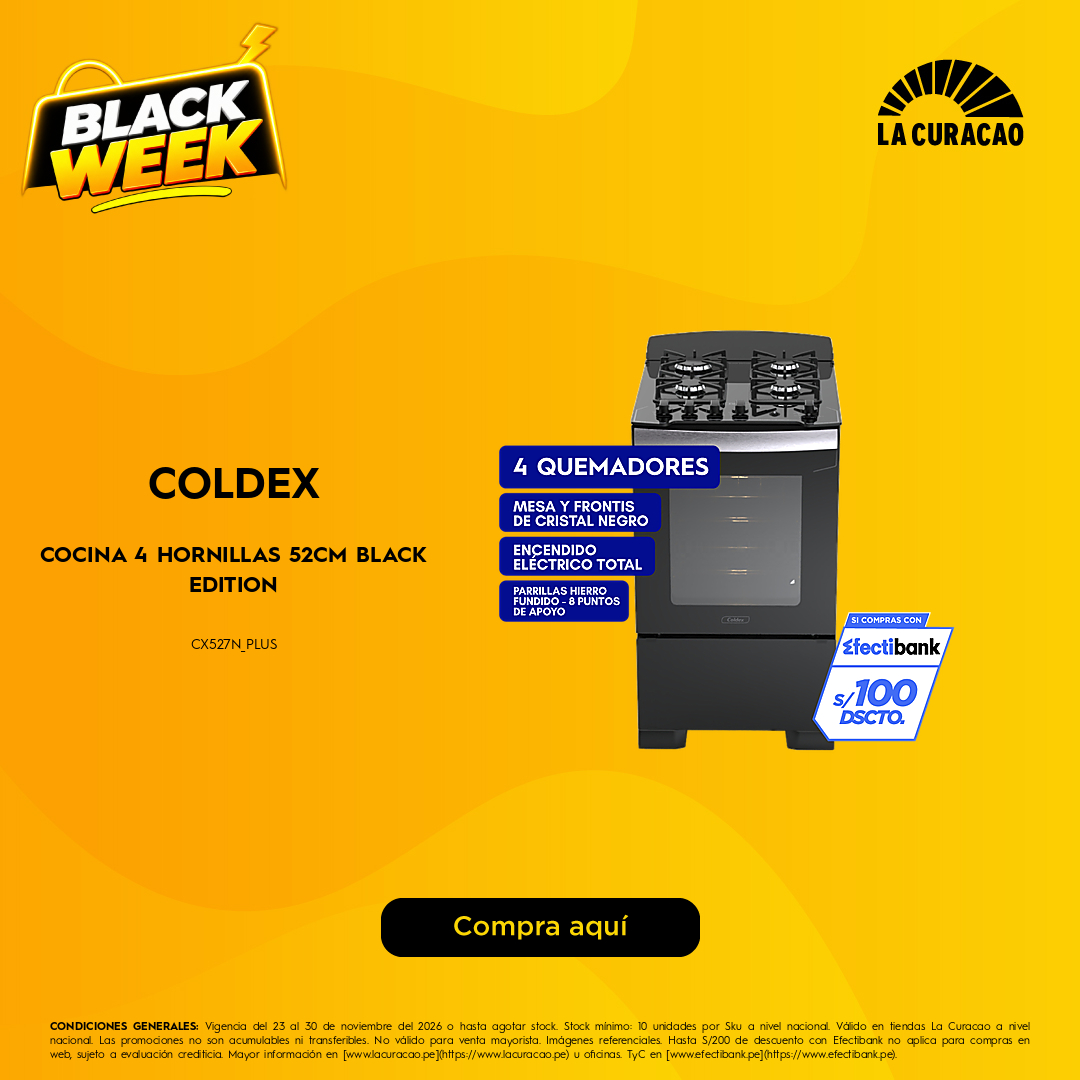 BLACK
WEEK
LA CURACAO
COLDEX
COCINA 4 HORNILLAS 52CM BLACK
EDITION
CX527N_PLUS
4 QUEMADORES
MESA Y FRONTIS
DE CRISTAL NEGRO
ENCENDIDO
ELÉCTRICO TOTAL
PARRILLAS HIERRO
FUNDIDO - 8 PUNTOS
DE APOYO
Coldex
SI COMPRAS CON
Efectibank
S/100
DSCTO.
Compra aquí
CONDICIONES GENERALES: Vigencia del 23 al 30 de noviembre del 2026 o hasta agotar stock. Stock mínimo: 10 unidades por Sku a nivel nacional. Válido en tiendas La Curacao a nivel
nacional. Las promociones no son acumulables ni transferibles. No válido para venta mayorista. Imágenes referenciales. Hasta S/200 de descuento con Efectibank no aplica para compras en
web, sujeto a evaluación crediticia. Mayor información en [www.lacuracao.pe](https://www.lacuracao.pe) u oficinas. TyC en [www.efectibank.pe](https://www.efectibank.pe).